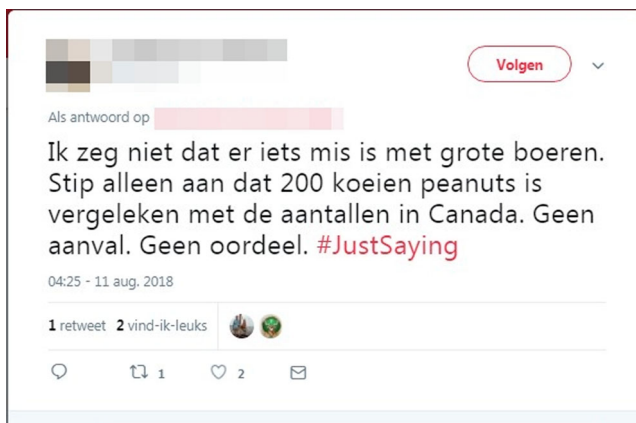 Volgen
Als antwoord op
Ik zeg niet dat er iets mis is met grote boeren.
Stip alleen aan dat 200 koeien peanuts is
vergeleken met de aantallen in Canada. Geen
aanval. Geen oordeel. #JustSaying
04:25 - 11 aug. 2018
1 retweet 2 vind-ik-leuks
1 2